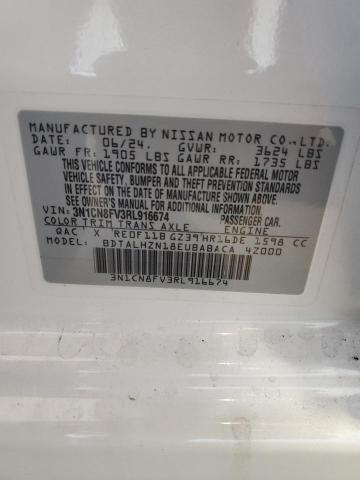 MANUFACTURED BY NISSAN MOTOR CO.,LTD.
DATE: 06/24. GVWR: 3624 LBS
GAWR FR: 1905 LBS GAWR RR: 1735 LBS
THIS VEHICLE CONFORMS TO ALL APPLICABLE
FEDERAL MOTOR VEHICLE SAFETY, BUMPER
AND THEFT PREVENTION STANDARDS IN EFFECT
ON THE DATE OF MANUFACTURE SHOWN ABOVE.
SEE OWNER'S MANUAL FOR ADDITIONAL INFORMATION
VIN: 3N1CN8FV3RL916674 PASSENGER CAR
COLOR TRIM TRANS AXLE ENGINE
QAC X RE0F11B GZ39 HR16DE 1598 CC
MODEL: BDTALHZN18EUBABACA 42000
3N1CN8FV3RL916674